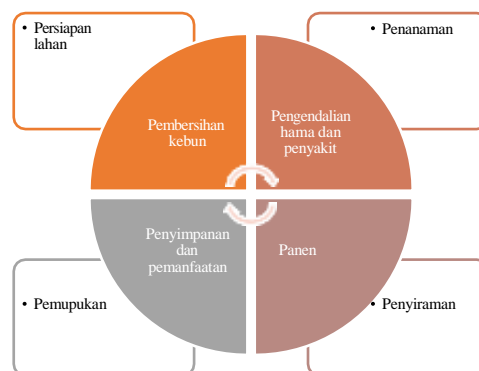 • Persiapan
lahan
• Penanaman
Pembersihan
kebun
Pengendalian
hama dan
penyakit
Penyimpanan
dan
pemanfaatan
Panen
• Pemupukan
• Penyiraman